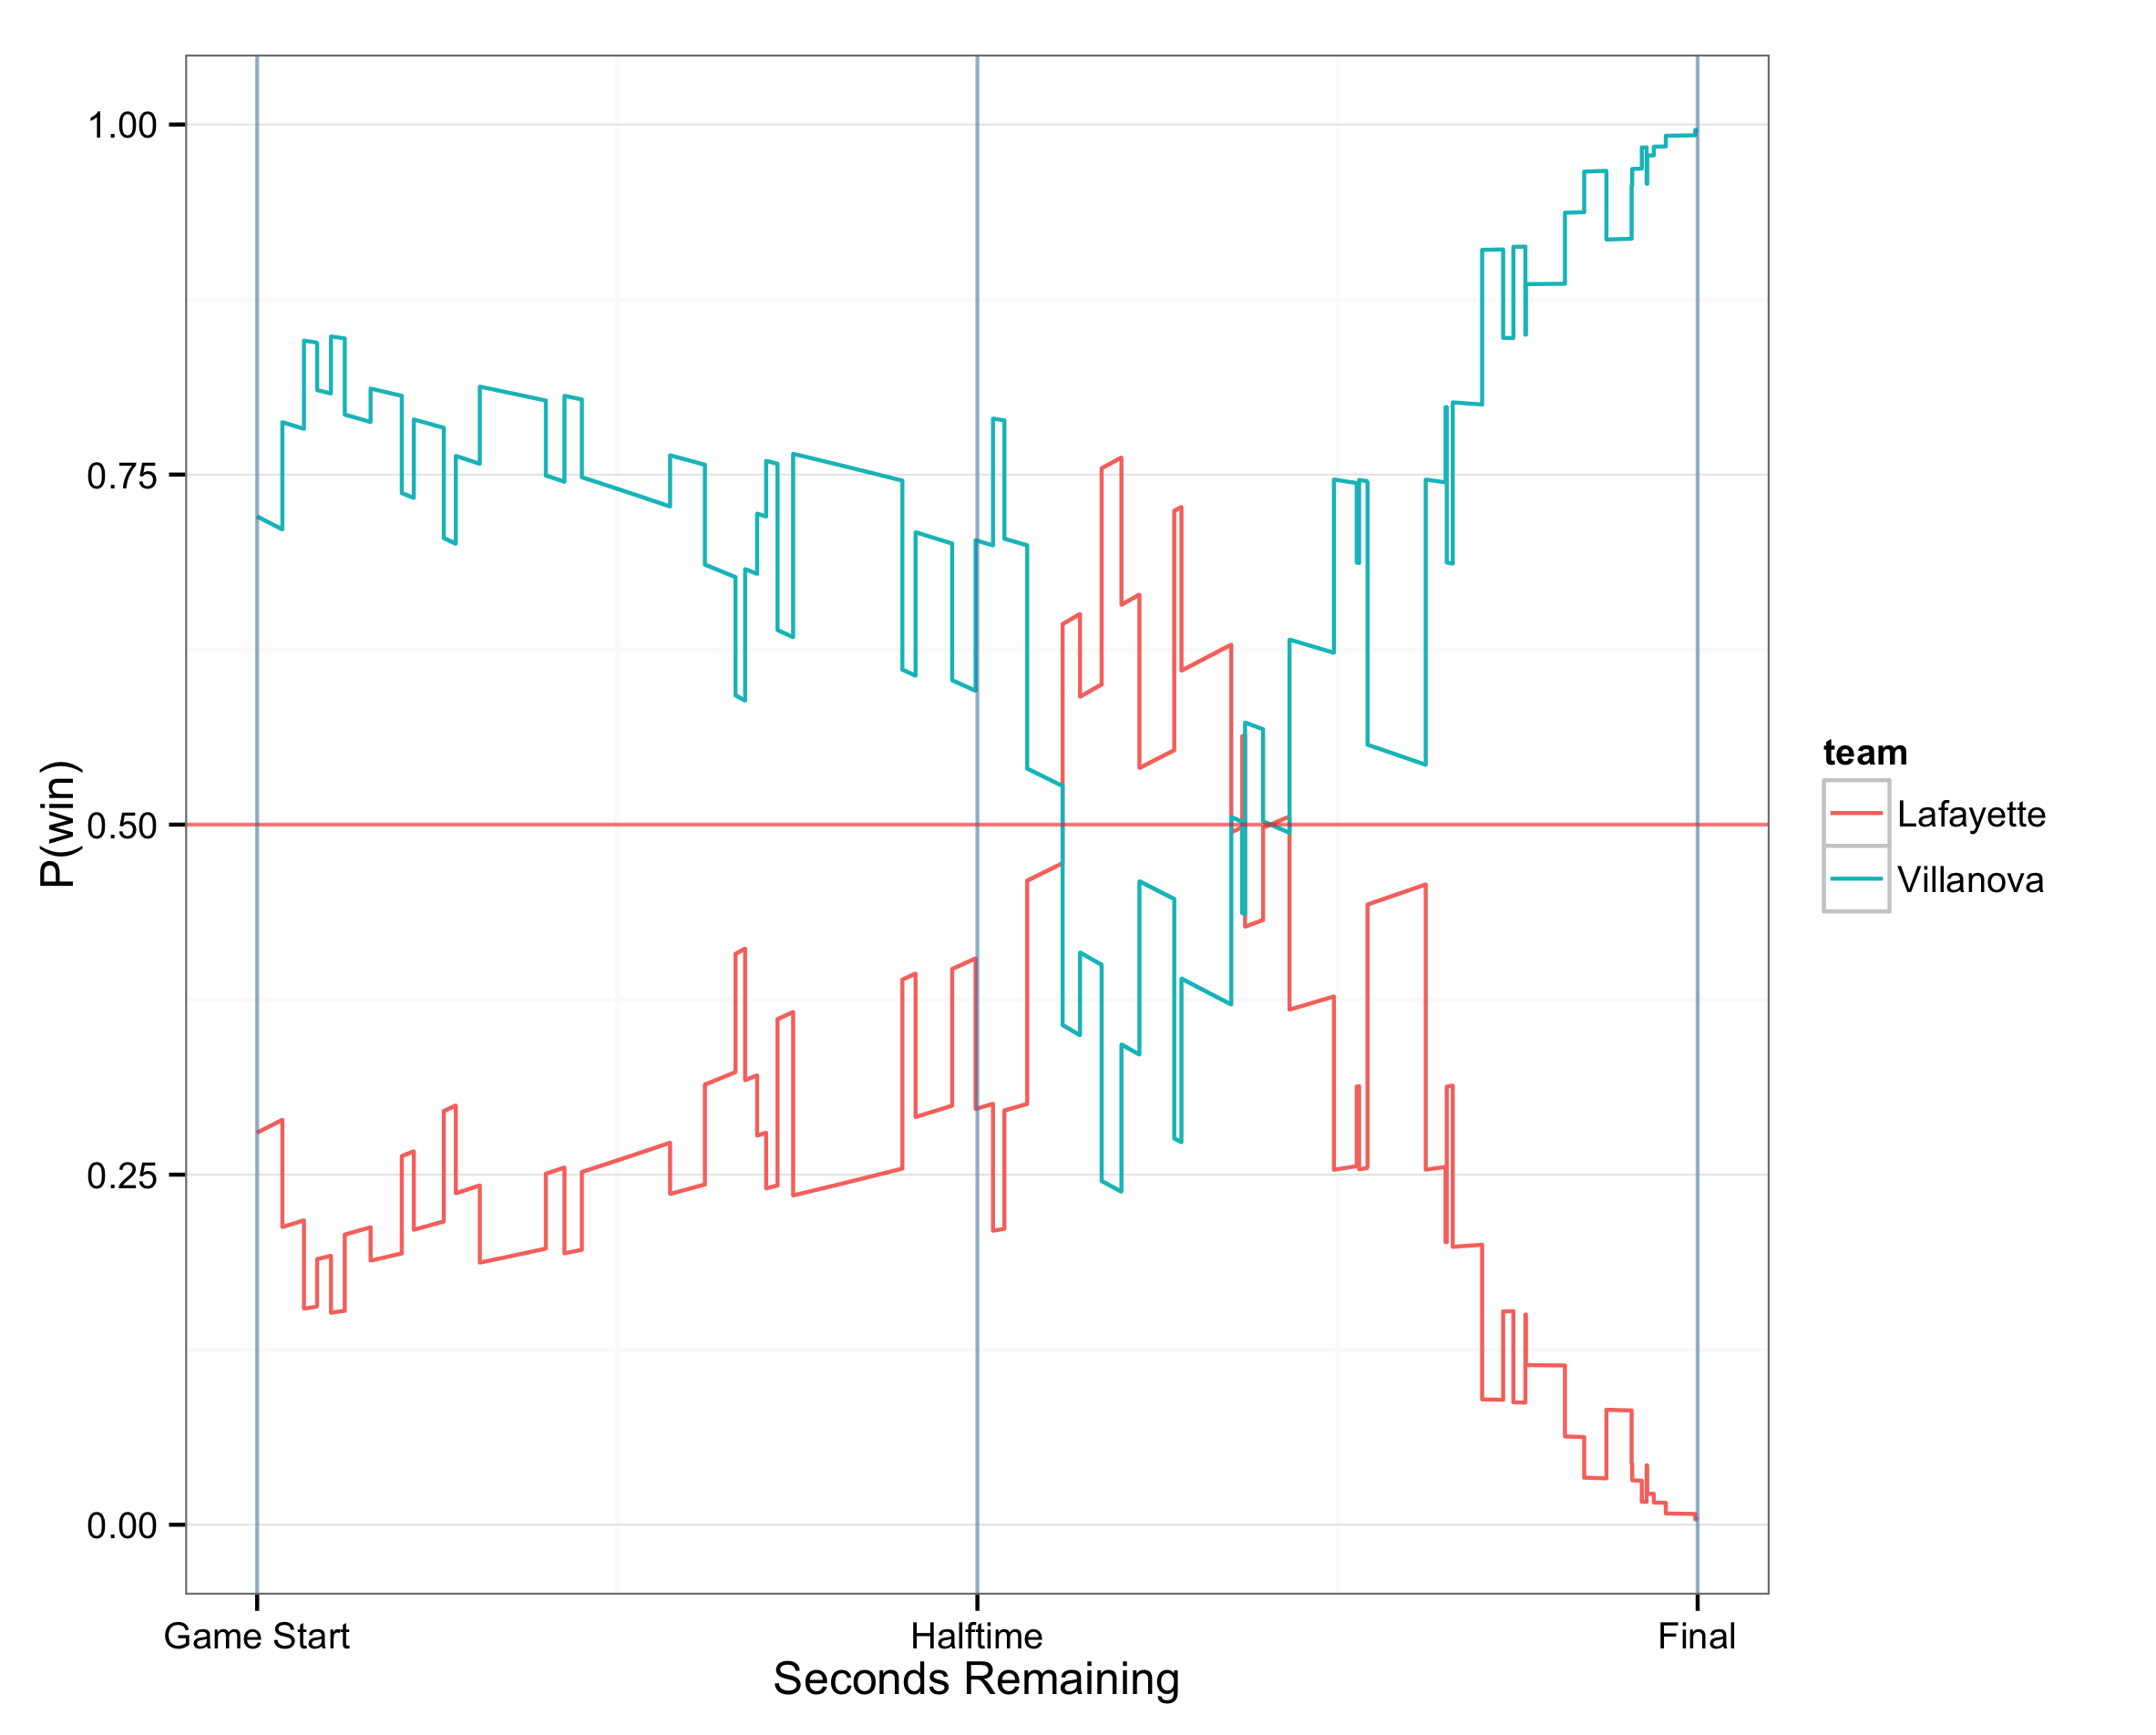 1.00
0.75
0.50
0.25
0.00
P(win)
Game Start
Halftime
Final
Seconds Remaining
team
Lafayette
Villanova